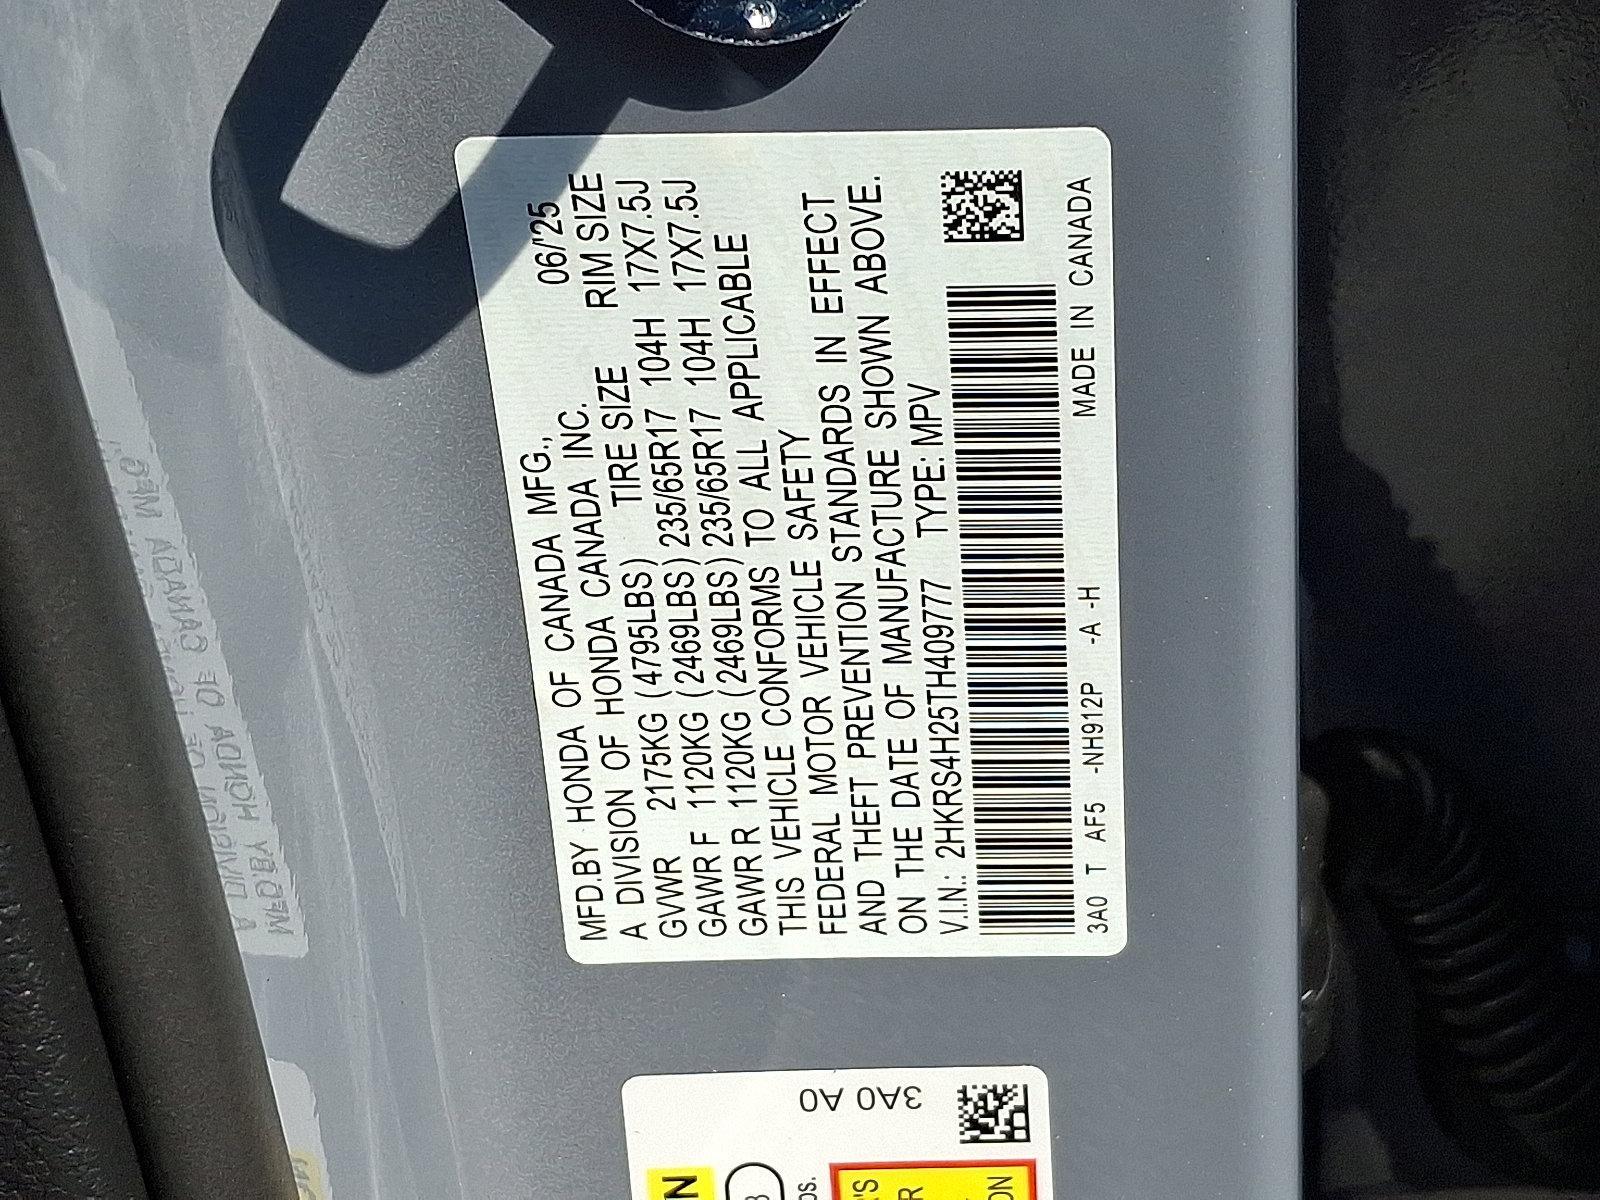 MFD.BY HONDA OF CANADA MFG., 06/'25
A DIVISION OF HONDA CANADA INC.
TIRE SIZE RIM SIZE
GVWR 2175KG (4795LBS)
GAWR F 1120KG (2469LBS) 235/65R17 104H 17X7.5J
GAWR R 1120KG (2469LBS) 235/65R17 104H 17X7.5J
THIS VEHICLE CONFORMS TO ALL APPLICABLE
FEDERAL MOTOR VEHICLE SAFETY
AND THEFT PREVENTION STANDARDS IN EFFECT
ON THE DATE OF MANUFACTURE SHOWN ABOVE.
V.I.N.: 2HKRS4H25TH409777 TYPE: MPV
3A0 T AF5 -NH912P -A -H MADE IN CANADA
3A0 A0